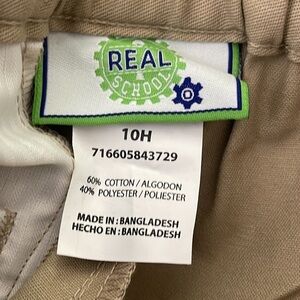 REAL
SCHOOL
10H
716605843729
60% COTTON / ALGODON
40% POLYESTER / POLIESTER
MADE IN : BANGLADESH
HECHO EN : BANGLADESH